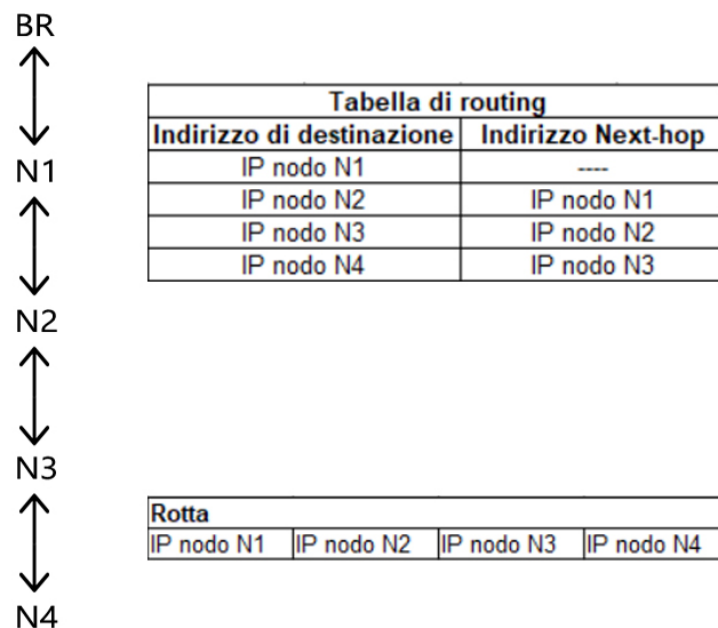 BR
N1
N2
N3
N4
Tabella di routing
Indirizzo di destinazione Indirizzo Next-hop
IP nodo N1 ----
IP nodo N2 IP nodo N1
IP nodo N3 IP nodo N2
IP nodo N4 IP nodo N3
Rotta
IP nodo N1 IP nodo N2 IP nodo N3 IP nodo N4